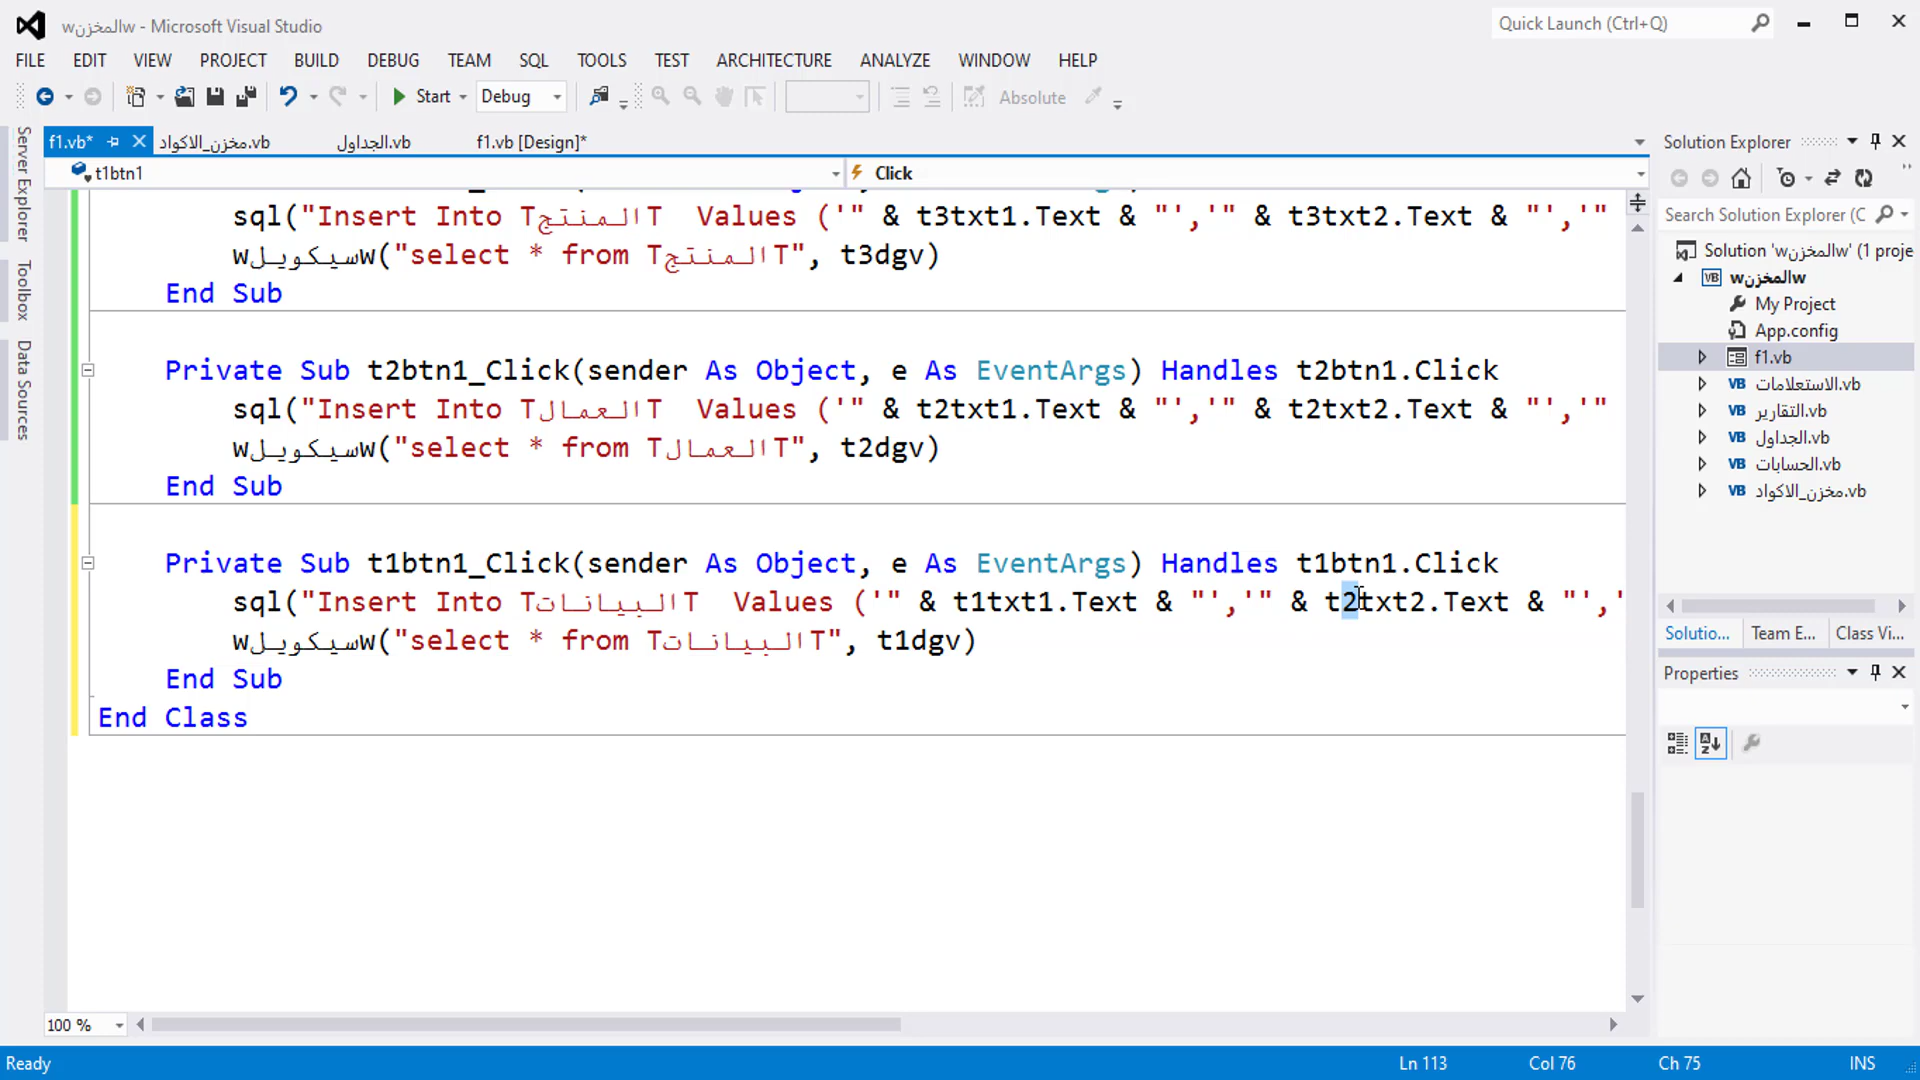 wالمخزنw - Microsoft Visual Studio
Quick Launch (Ctrl+Q)
FILE EDIT VIEW PROJECT BUILD DEBUG TEAM SQL TOOLS TEST ARCHITECTURE ANALYZE WINDOW HELP
Start Debug Absolute
f1.vb* مخزن_الاكواد.vb الجداول.vb f1.vb [Design]*
t1btn1 Click
Server Explorer
Toolbox
Data Sources
sql("Insert Into TالمنتجT  Values ('" & t3txt1.Text & "','" & t3txt2.Text & "','"
wسيكويلw("select * from TالمنتجT", t3dgv)
End Sub
Private Sub t2btn1_Click(sender As Object, e As EventArgs) Handles t2btn1.Click
sql("Insert Into TالعمالT  Values ('" & t2txt1.Text & "','" & t2txt2.Text & "','"
wسيكويلw("select * from TالعمالT", t2dgv)
End Sub
Private Sub t1btn1_Click(sender As Object, e As EventArgs) Handles t1btn1.Click
sql("Insert Into TالبياناتT  Values ('" & t1txt1.Text & "','" & t2txt2.Text & "','
wسيكويلw("select * from TالبياناتT", t1dgv)
End Sub
End Class
100 %
Solution Explorer
Search Solution Explorer (C
Solution 'wالمخزنw' (1 proje
wالمخزنw
My Project
App.config
f1.vb
الاستعلامات.vb
التقارير.vb
الجداول.vb
الحسابات.vb
مخزن_الاكواد.vb
Solutio... Team E... Class Vi...
Properties
Ready Ln 113 Col 76 Ch 75 INS